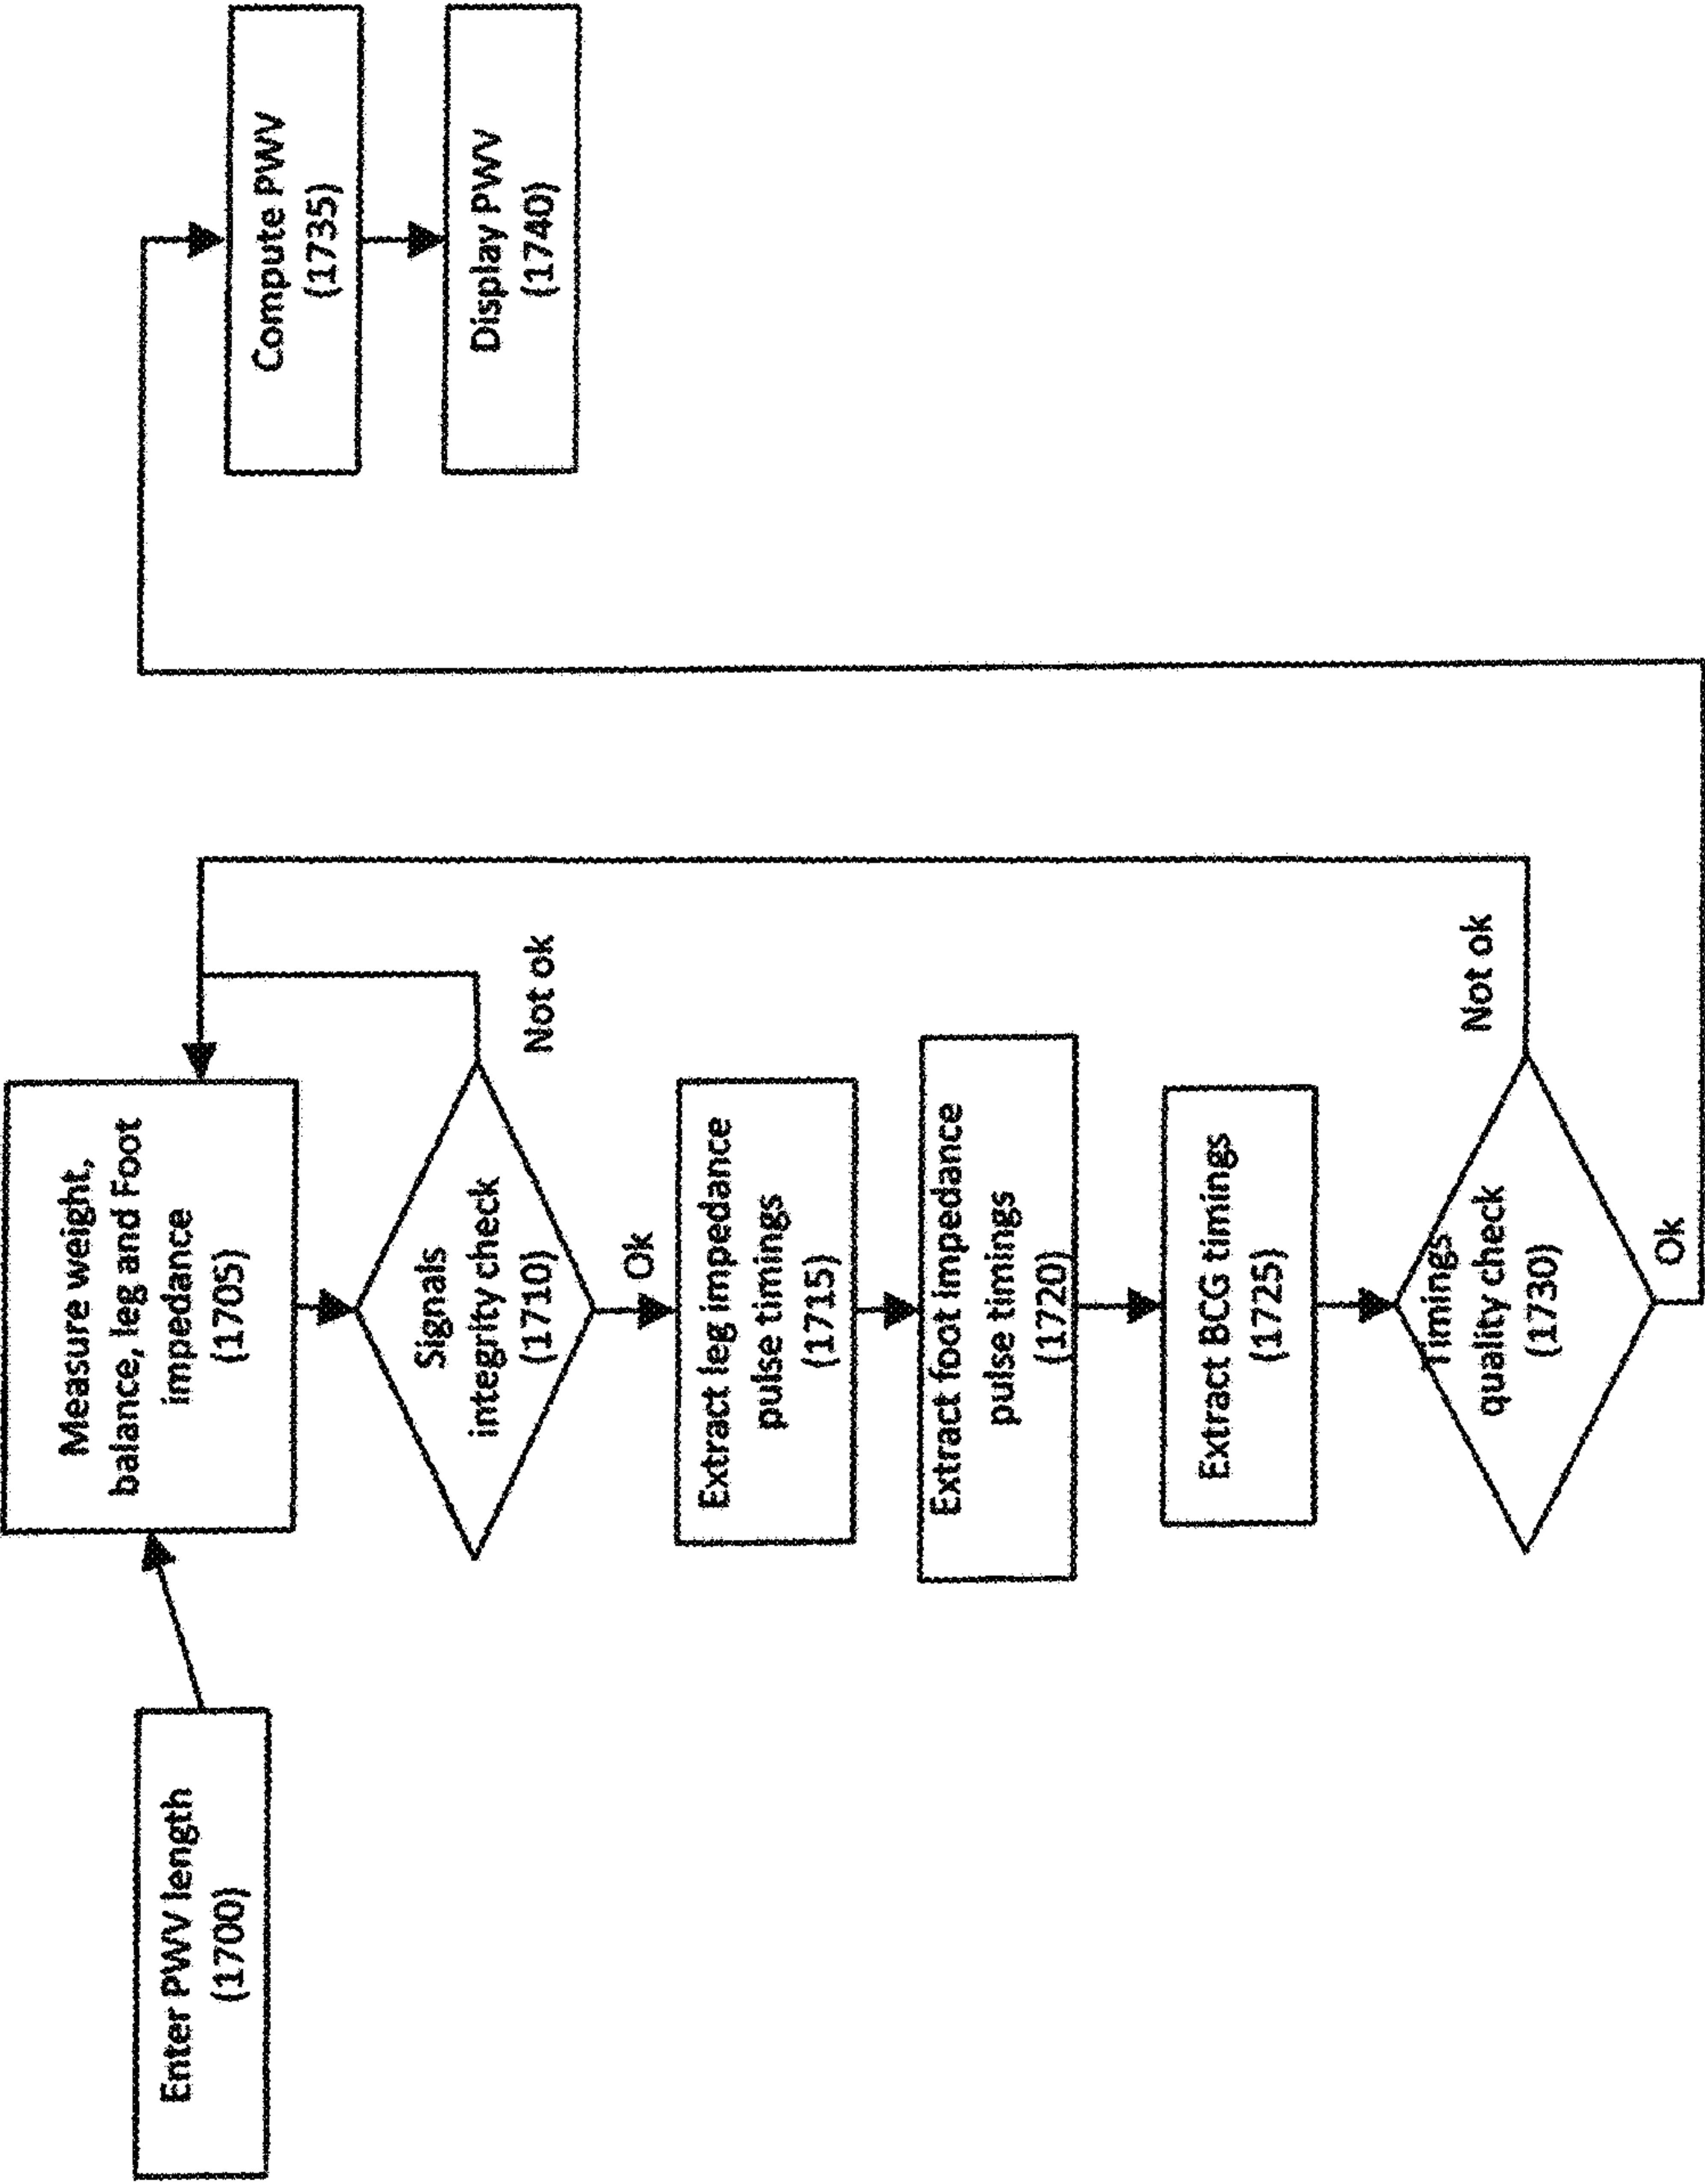 Enter PWV length
(1700)
Measure weight,
balance, leg and Foot
impedance
(1705)
Signals
integrity check
(1710)
Not ok
Ok
Extract leg impedance
pulse timings
(1715)
Extract foot impedance
pulse timings
(1720)
Extract BCG timings
(1725)
Timings
quality check
(1730)
Not ok
Ok
Compute PWV
(1735)
Display PWV
(1740)